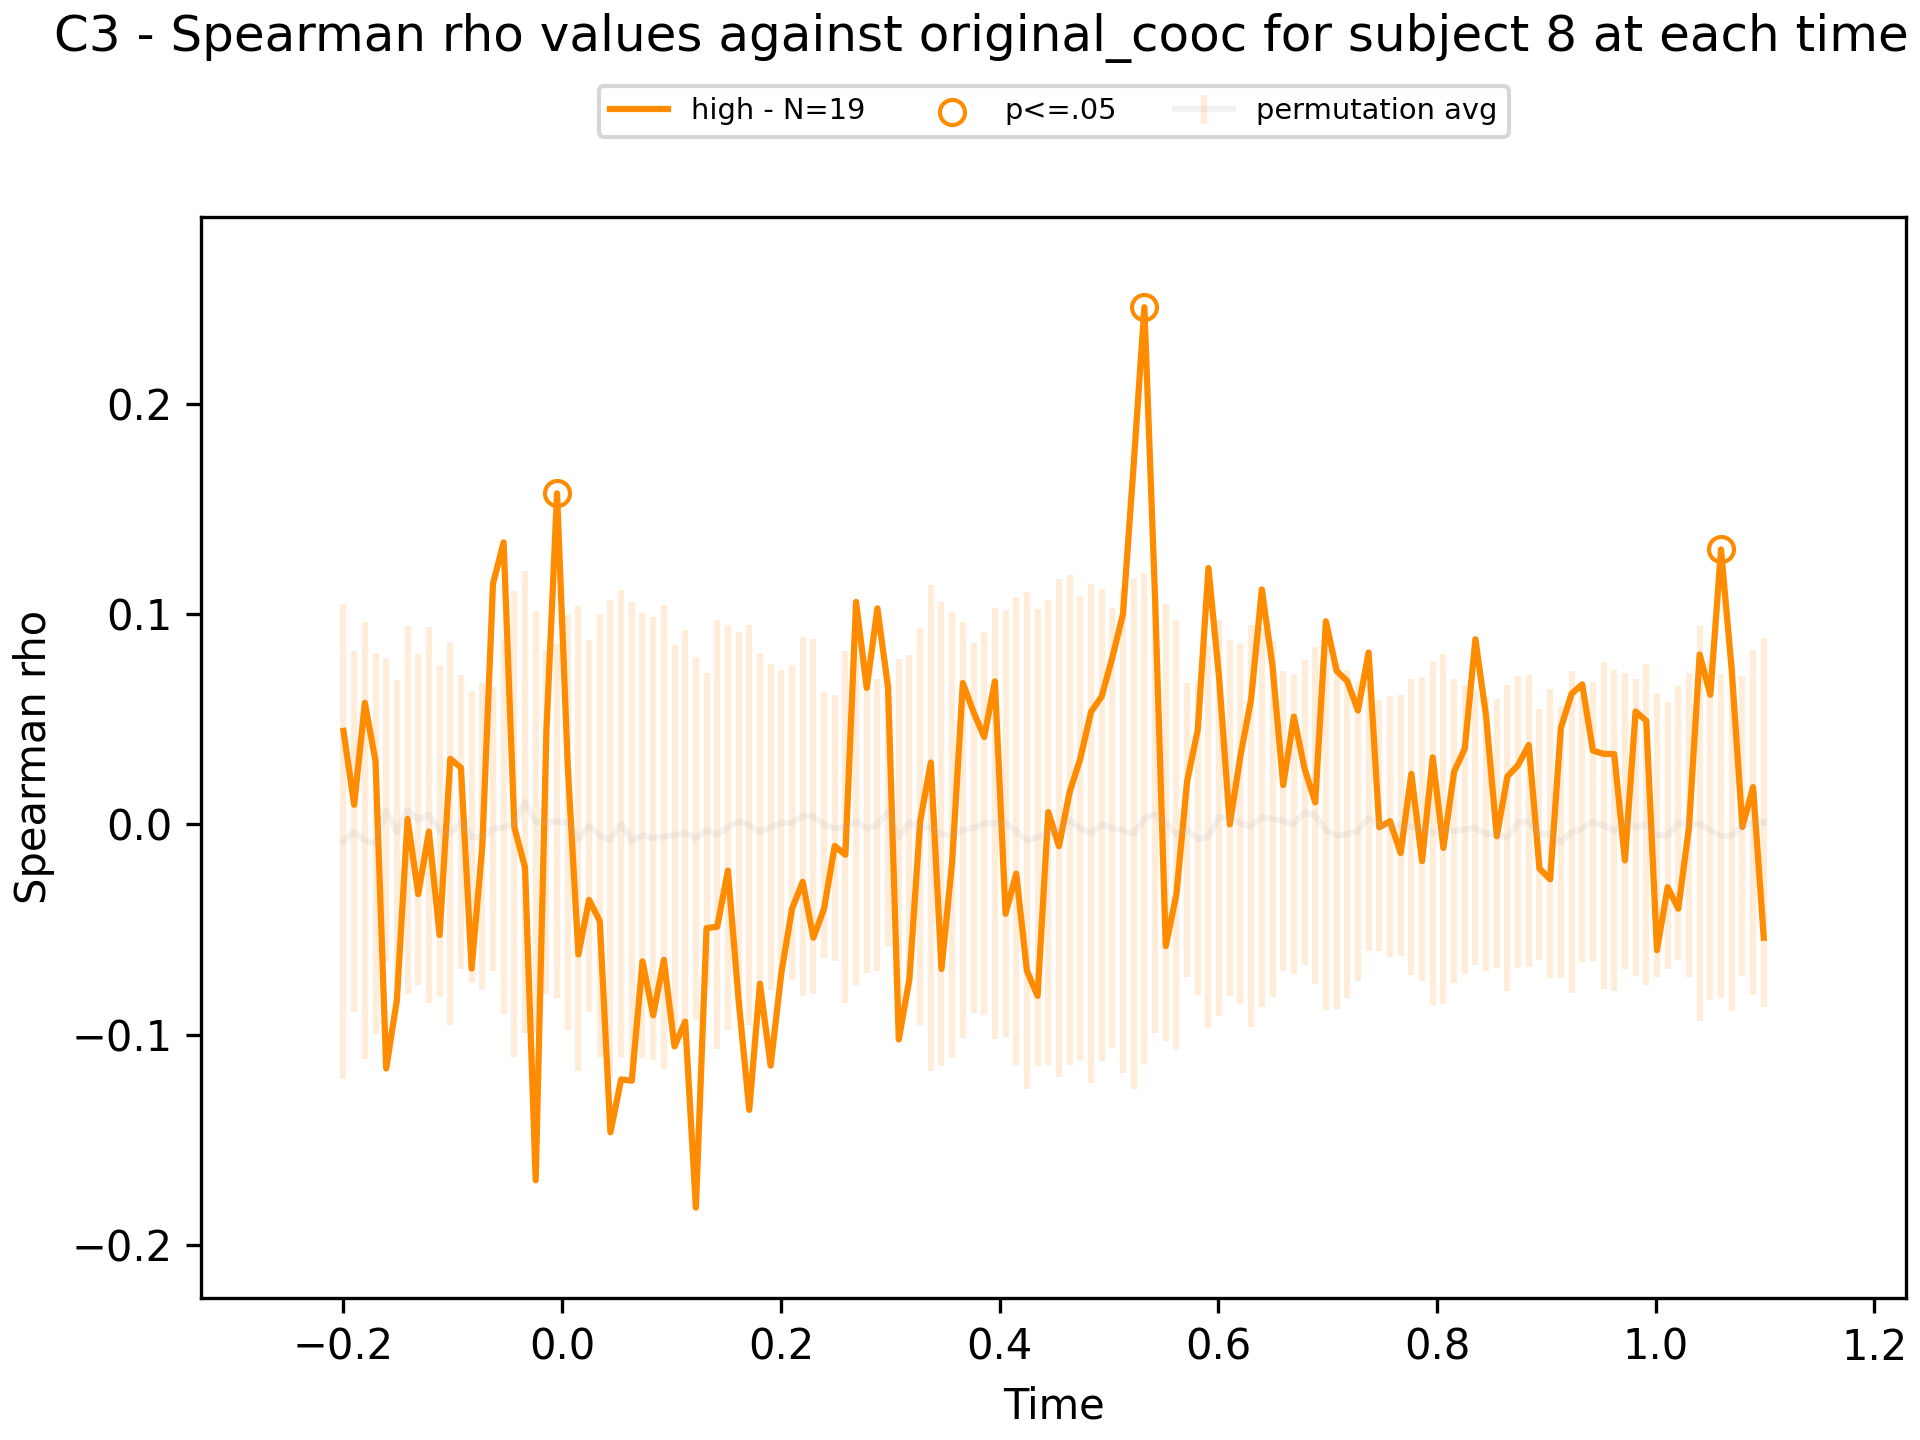 C3 - Spearman rho values against original_cooc for subject 8 at each time
high - N=19 p<=.05 permutation avg
Spearman rho
0.2
0.1
0.0
−0.1
−0.2
−0.2 0.0 0.2 0.4 0.6 0.8 1.0 1.2
Time